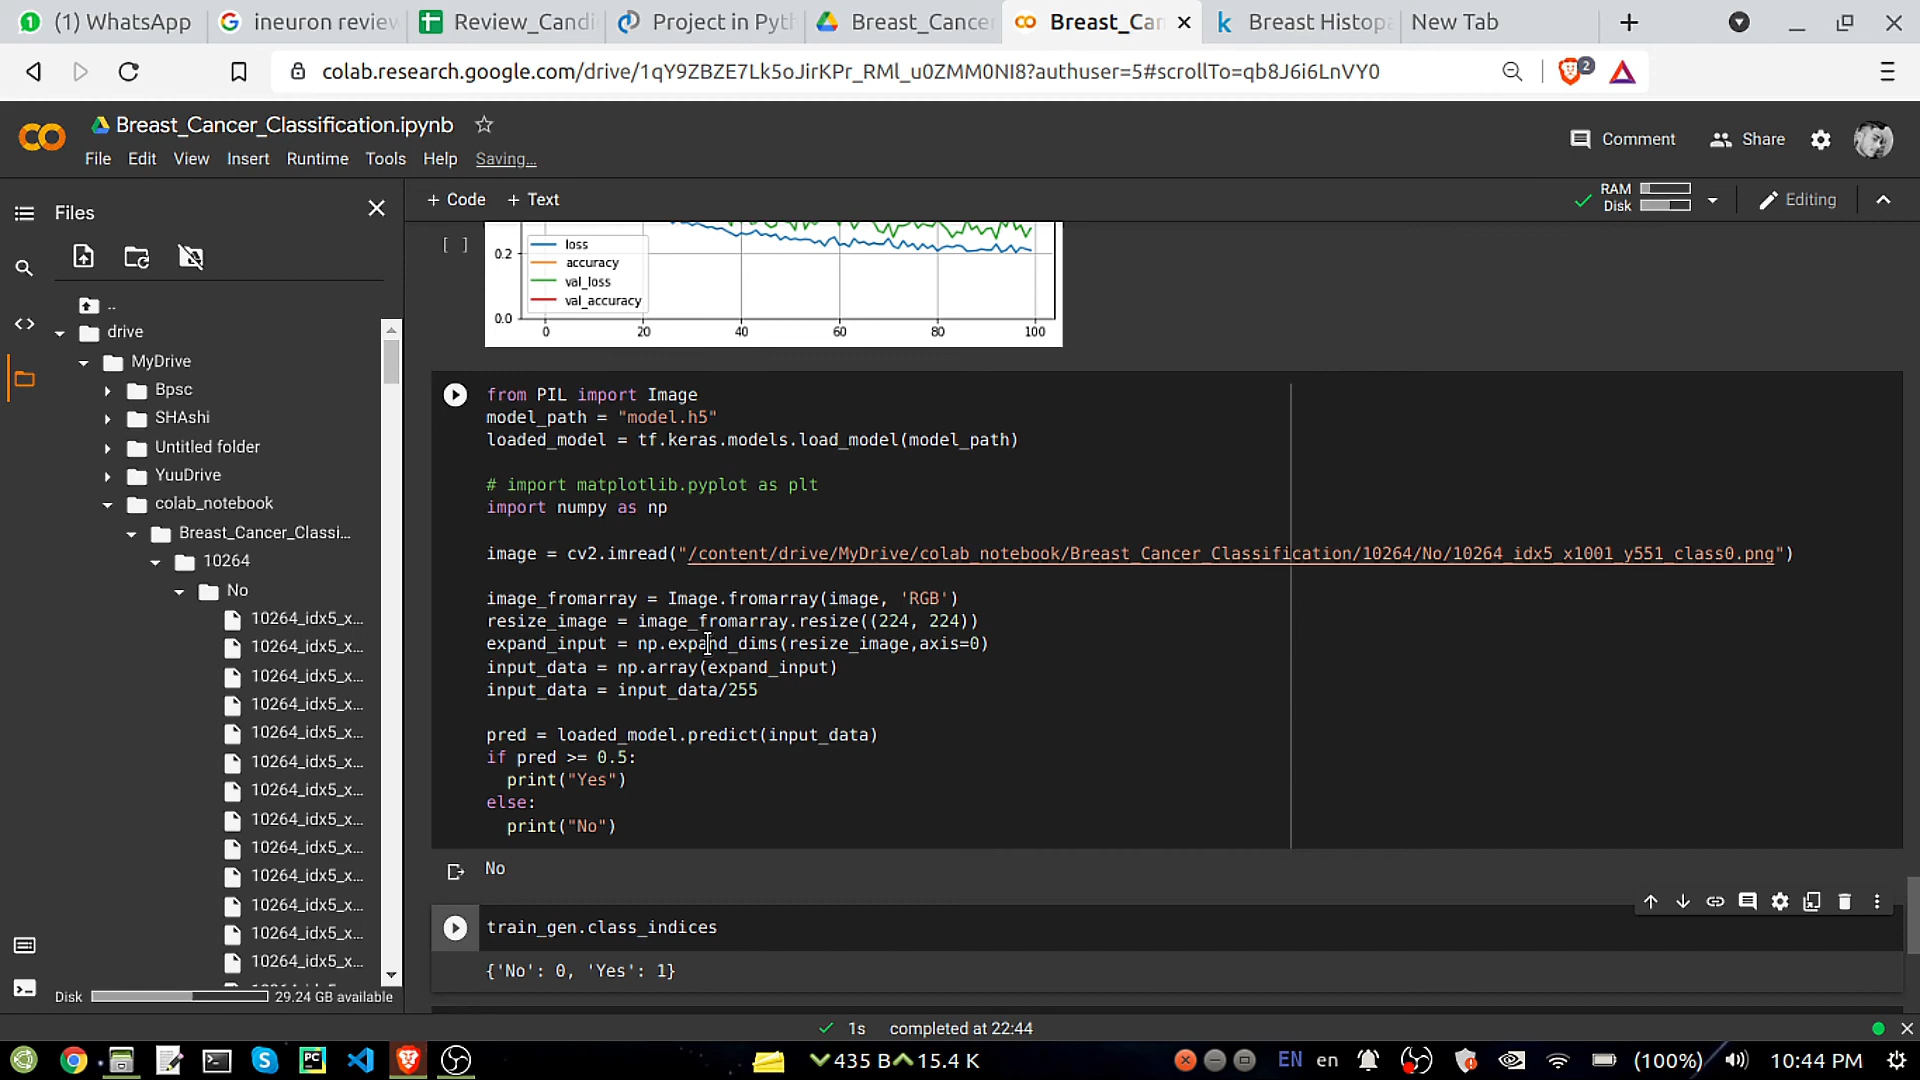 (1) WhatsApp
ineuron review
Review_Candi
Project in Pyth
Breast_Cancer
Breast_Can
Breast Histopa
New Tab
colab.research.google.com/drive/1qY9ZBZE7Lk5oJirKPr_RMl_u0ZMM0NI8?authuser=5#scrollTo=qb8J6i6LnVY0
2
Breast_Cancer_Classification.ipynb
Comment
Share
File Edit View Insert Runtime Tools Help Saving...
Files
+ Code + Text
RAM
Disk
Editing
..
drive
MyDrive
Bpsc
SHAshi
Untitled folder
YuuDrive
colab_notebook
Breast_Cancer_Classi...
10264
No
10264_idx5_x...
10264_idx5_x...
10264_idx5_x...
10264_idx5_x...
10264_idx5_x...
10264_idx5_x...
10264_idx5_x...
10264_idx5_x...
10264_idx5_x...
10264_idx5_x...
10264_idx5_x...
10264_idx5_x...
10264_idx5_x...
Disk 29.24 GB available
[ ]
loss
accuracy
val_loss
val_accuracy
0.2
0.0
0 20 40 60 80 100
from PIL import Image
model_path = "model.h5"
loaded_model = tf.keras.models.load_model(model_path)
# import matplotlib.pyplot as plt
import numpy as np
image = cv2.imread("/content/drive/MyDrive/colab_notebook/Breast_Cancer_Classification/10264/No/10264_idx5_x1001_y551_class0.png")
image_fromarray = Image.fromarray(image, 'RGB')
resize_image = image_fromarray.resize((224, 224))
expand_input = np.expand_dims(resize_image,axis=0)
input_data = np.array(expand_input)
input_data = input_data/255
pred = loaded_model.predict(input_data)
if pred >= 0.5:
print("Yes")
else:
print("No")
No
train_gen.class_indices
{'No': 0, 'Yes': 1}
1s completed at 22:44
435 B 15.4 K
EN en
(100%)
10:44 PM